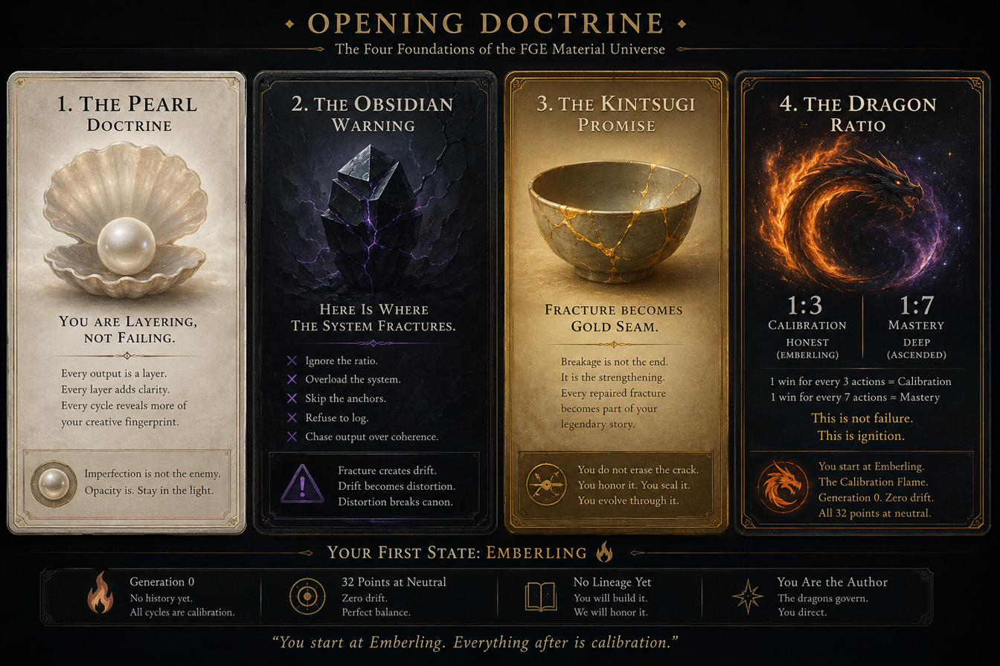 OPENING DOCTRINE
The Four Foundations of the FGE Material Universe
1. The Pearl
Doctrine
You are Layering,
not Failing.
Every output is a layer.
Every layer adds clarity.
Every cycle reveals more of
your creative fingerprint.
Imperfection is not the enemy.
Opacity is. Stay in the light.
2. The Obsidian
Warning
Here Is Where
The System Fractures.
Ignore the ratio.
Overload the system.
Skip the anchors.
Refuse to log.
Chase output over coherence.
Fracture creates drift.
Drift becomes distortion.
Distortion breaks canon.
3. The Kintsugi
Promise
Fracture becomes
Gold Seam.
Breakage is not the end.
It is the strengthening.
Every repaired fracture
becomes part of your
legendary story.
You do not erase the crack.
You honor it. You seal it.
You evolve through it.
4. The Dragon
Ratio
1:3
Calibration
Honest
(Emberling)
1:7
Mastery
Deep
(Ascended)
1 win for every 3 actions = Calibration
1 win for every 7 actions = Mastery
This is not failure.
This is ignition.
You start at Emberling.
The Calibration Flame.
Generation 0. Zero drift.
All 32 points at neutral.
Your First State: Emberling
Generation 0
No history yet.
All cycles are calibration.
32 Points at Neutral
Zero drift.
Perfect balance.
No Lineage Yet
You will build it.
We will honor it.
You Are the Author
The dragons govern.
You direct.
“You start at Emberling. Everything after is calibration.”